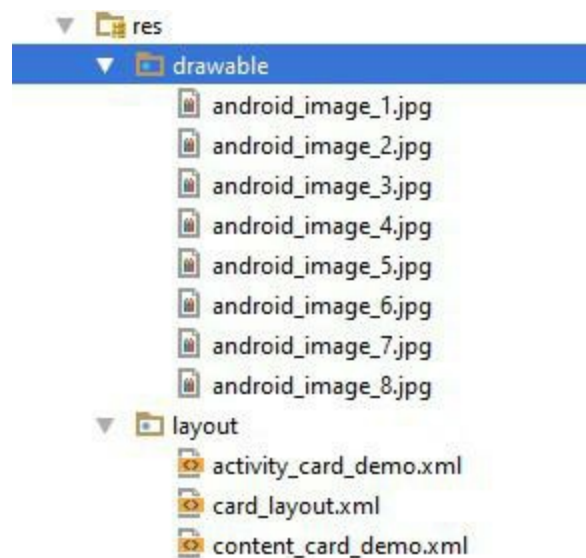 res
drawable
android_image_1.jpg
android_image_2.jpg
android_image_3.jpg
android_image_4.jpg
android_image_5.jpg
android_image_6.jpg
android_image_7.jpg
android_image_8.jpg
layout
activity_card_demo.xml
card_layout.xml
content_card_demo.xml